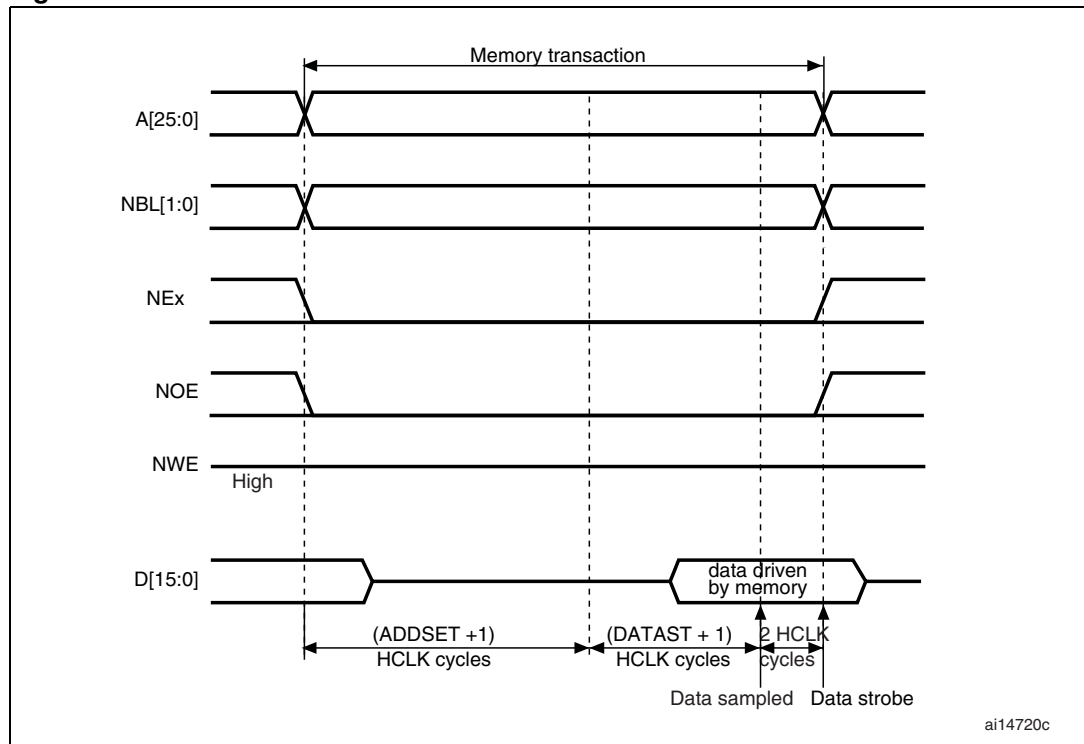 Memory transaction
A[25:0]
NBL[1:0]
NEx
NOE
NWE
High
D[15:0]
data driven
by memory
(ADDSET +1)
HCLK cycles
(DATAST + 1)
HCLK cycles
2 HCLK
cycles
Data sampled
Data strobe
ai14720c